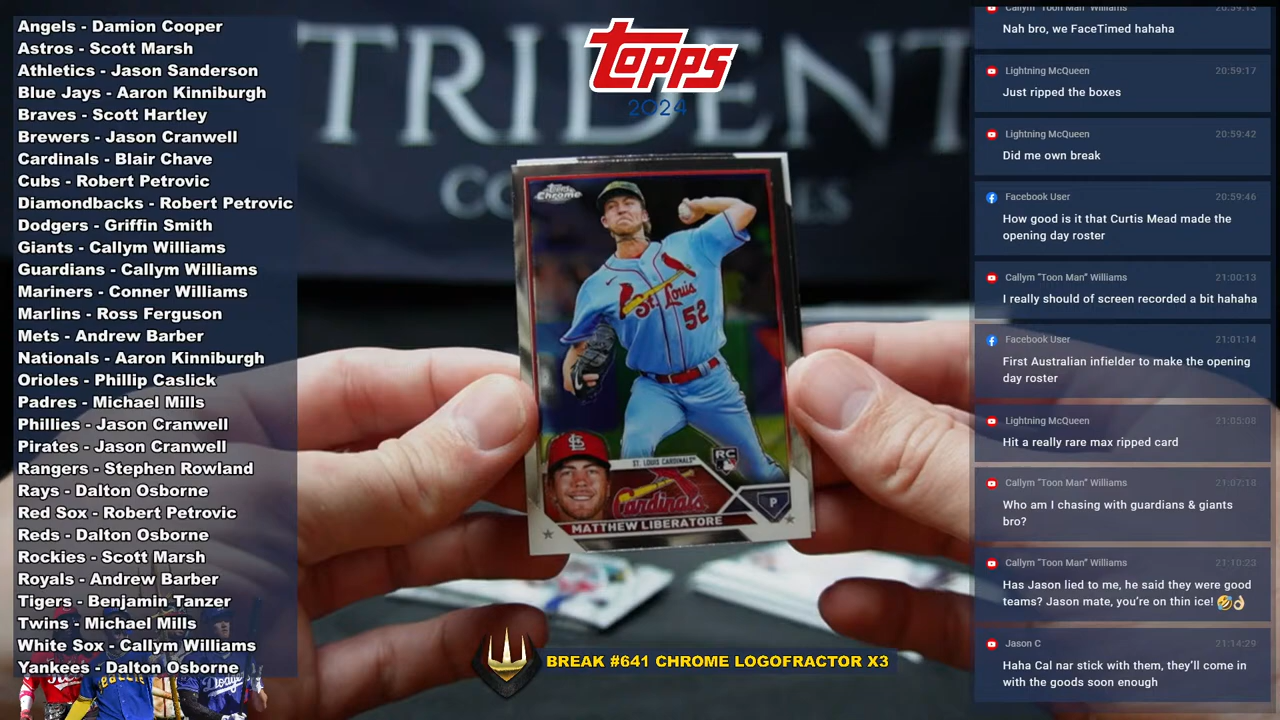 Angels - Damion Cooper
Astros - Scott Marsh
Athletics - Jason Sanderson
Blue Jays - Aaron Kinniburgh
Braves - Scott Hartley
Brewers - Jason Cranwell
Cardinals - Blair Chave
Cubs - Robert Petrovic
Diamondbacks - Robert Petrovic
Dodgers - Griffin Smith
Giants - Callym Williams
Guardians - Callym Williams
Mariners - Conner Williams
Marlins - Ross Ferguson
Mets - Andrew Barber
Nationals - Aaron Kinniburgh
Orioles - Phillip Caslick
Padres - Michael Mills
Phillies - Jason Cranwell
Pirates - Jason Cranwell
Rangers - Stephen Rowland
Rays - Dalton Osborne
Red Sox - Robert Petrovic
Reds - Dalton Osborne
Rockies - Scott Marsh
Royals - Andrew Barber
Tigers - Benjamin Tanzer
Twins - Michael Mills
White Sox - Callym Williams
Yankees - Dalton Osborne
TRIDENT
topps
2024
Topps Chrome
St. Louis
52
RC
ST. LOUIS CARDINALS
Cardinals
P
MATTHEW LIBERATORE
BREAK #641 CHROME LOGOFRACTOR X3
Callym "Toon Man" Williams 20:59:13
Nah bro, we FaceTimed hahaha
Lightning McQueen 20:59:17
Just ripped the boxes
Lightning McQueen 20:59:42
Did me own break
Facebook User 20:59:46
How good is it that Curtis Mead made the
opening day roster
Callym "Toon Man" Williams 21:00:13
I really should of screen recorded a bit hahaha
Facebook User 21:01:14
First Australian infielder to make the opening
day roster
Lightning McQueen 21:05:08
Hit a really rare max ripped card
Callym "Toon Man" Williams 21:07:18
Who am I chasing with guardians & giants
bro?
Callym "Toon Man" Williams 21:10:23
Has Jason lied to me, he said they were good
teams? Jason mate, you're on thin ice! 🤣👌🏼
Jason C 21:14:29
Haha Cal nar stick with them, they'll come in
with the goods soon enough